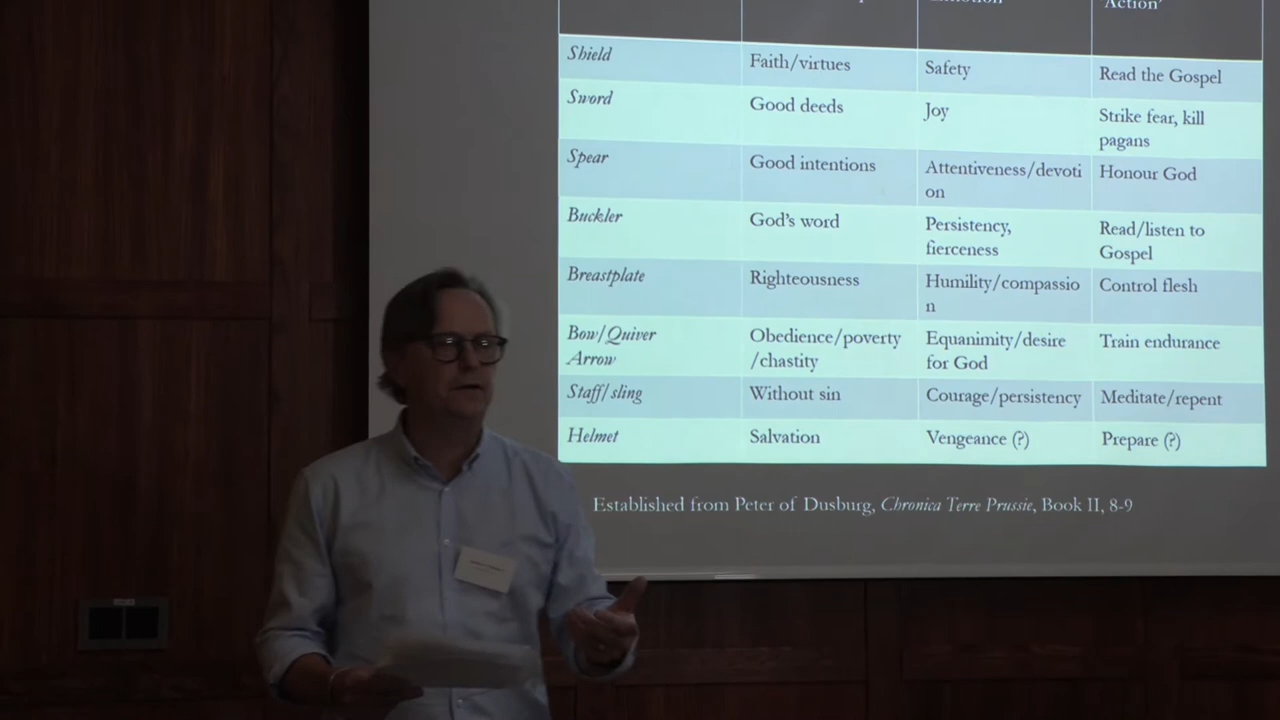 'Action'
Shield
Faith/virtues
Safety
Read the Gospel
Sword
Good deeds
Joy
Strike fear, kill
pagans
Spear
Good intentions
Attentiveness/devoti
on
Honour God
Buckler
God's word
Persistency,
fierceness
Read/listen to
Gospel
Breastplate
Righteousness
Humility/compassio
n
Control flesh
Bow/Quiver
Arrow
Obedience/poverty
/chastity
Equanimity/desire
for God
Train endurance
Staff/sling
Without sin
Courage/persistency
Meditate/repent
Helmet
Salvation
Vengeance (?)
Prepare (?)
Established from Peter of Dusburg, Chronica Terre Prussie, Book II, 8-9